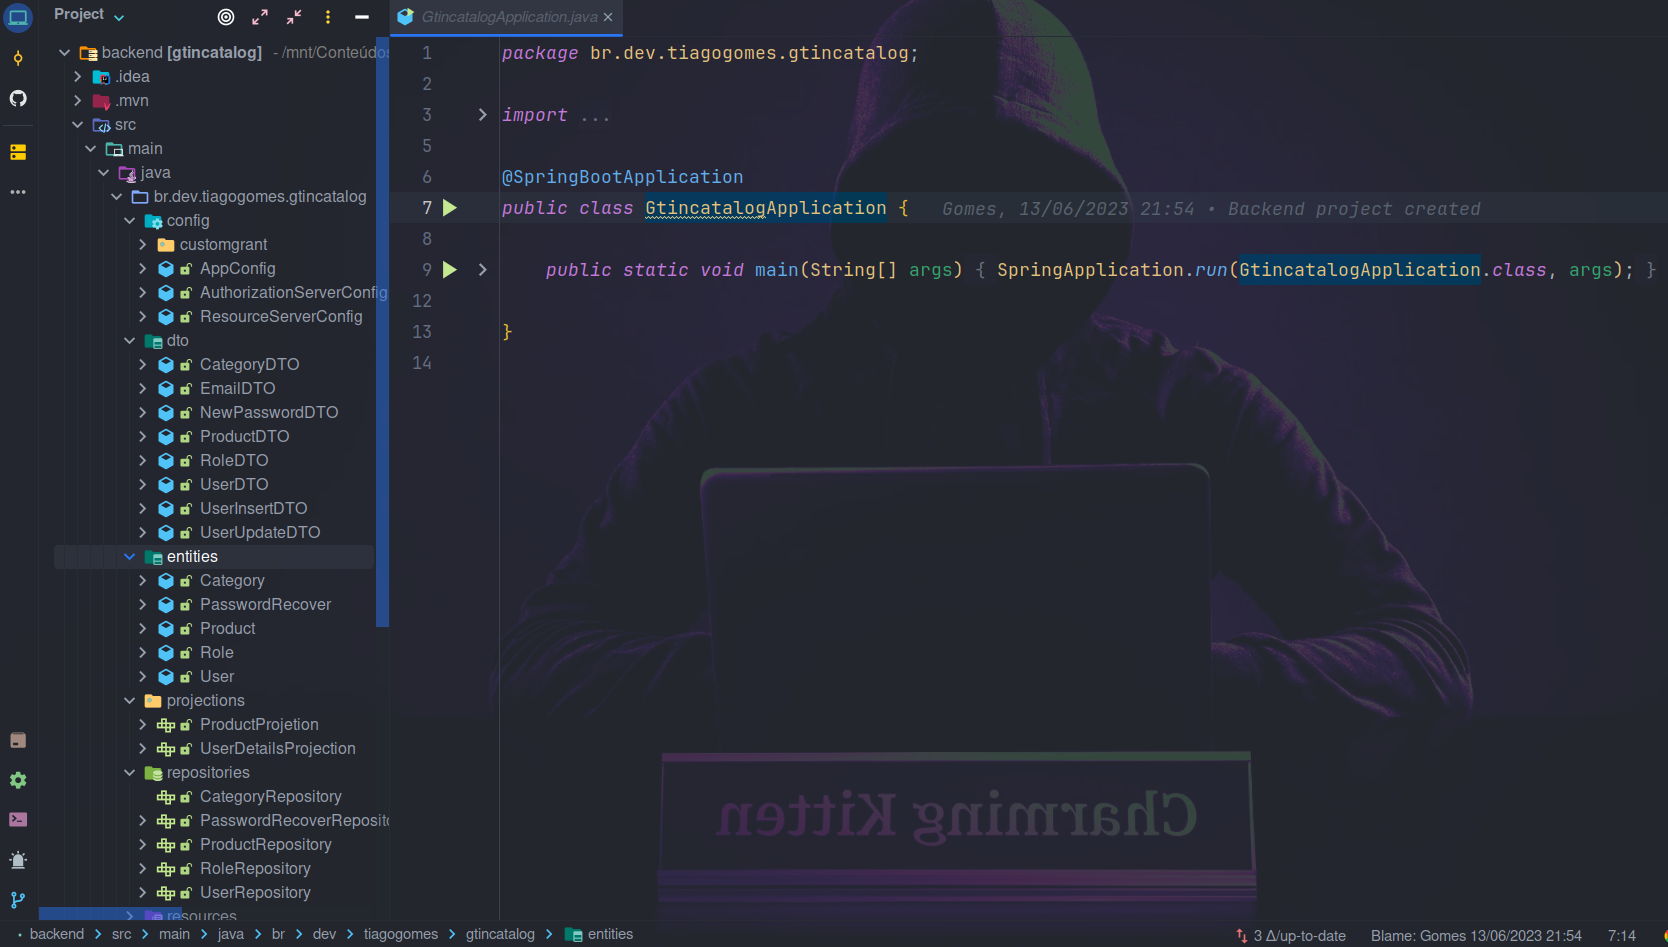 Project
GtincatalogApplication.java
backend [gtincatalog] - /mnt/Conteúdos
.idea
.mvn
src
main
java
br.dev.tiagogomes.gtincatalog
config
customgrant
AppConfig
AuthorizationServerConfig
ResourceServerConfig
dto
CategoryDTO
EmailDTO
NewPasswordDTO
ProductDTO
RoleDTO
UserDTO
UserInsertDTO
UserUpdateDTO
entities
Category
PasswordRecover
Product
Role
User
projections
ProductProjetion
UserDetailsProjection
repositories
CategoryRepository
PasswordRecoverReposito
ProductRepository
RoleRepository
UserRepository
resources
1 package br.dev.tiagogomes.gtincatalog;
2
3 import ...
5
6 @SpringBootApplication
7 public class GtincatalogApplication { Gomes, 13/06/2023 21:54 • Backend project created
8
9 public static void main(String[] args) { SpringApplication.run(GtincatalogApplication.class, args); }
12
13 }
14
Charming Kitten
backend > src > main > java > br > dev > tiagogomes > gtincatalog > entities
3 Δ/up-to-date Blame: Gomes 13/06/2023 21:54 7:14